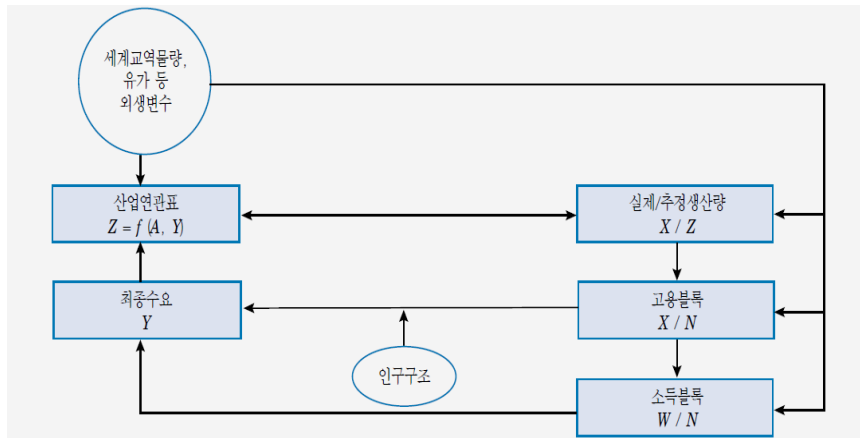 세계교역물량,
유가 등
외생변수
산업연관표
Z = f (A, Y)
실제/추정생산량
X / Z
최종수요
Y
고용블록
X / N
인구구조
소득블록
W / N